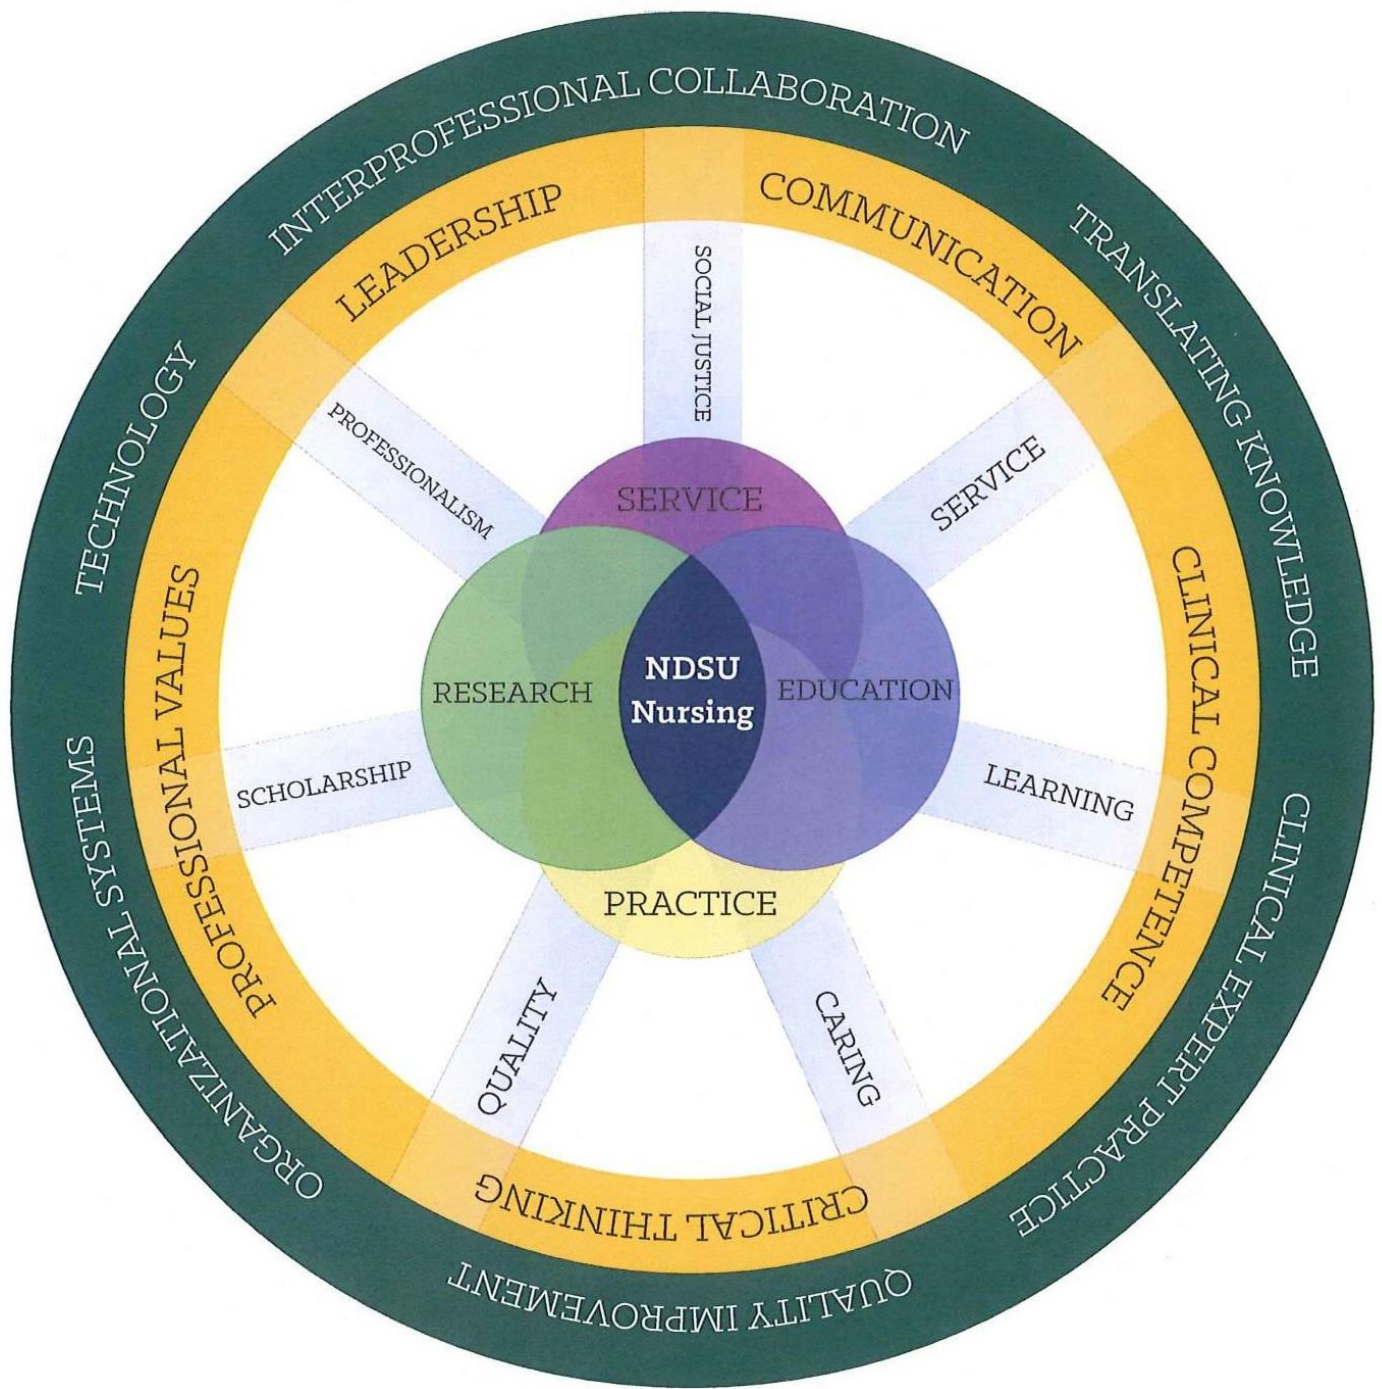 INTERPROFESSIONAL COLLABORATION
TRANSLATING KNOWLEDGE
CLINICAL EXPERT PRACTICE
QUALITY IMPROVEMENT
ORGANIZATIONAL SYSTEMS
TECHNOLOGY
LEADERSHIP
COMMUNICATION
CLINICAL COMPETENCE
CRITICAL THINKING
PROFESSIONAL VALUES
SOCIAL JUSTICE
SERVICE
LEARNING
CARING
QUALITY
SCHOLARSHIP
PROFESSIONALISM
SERVICE
RESEARCH
NDSU
Nursing
EDUCATION
PRACTICE